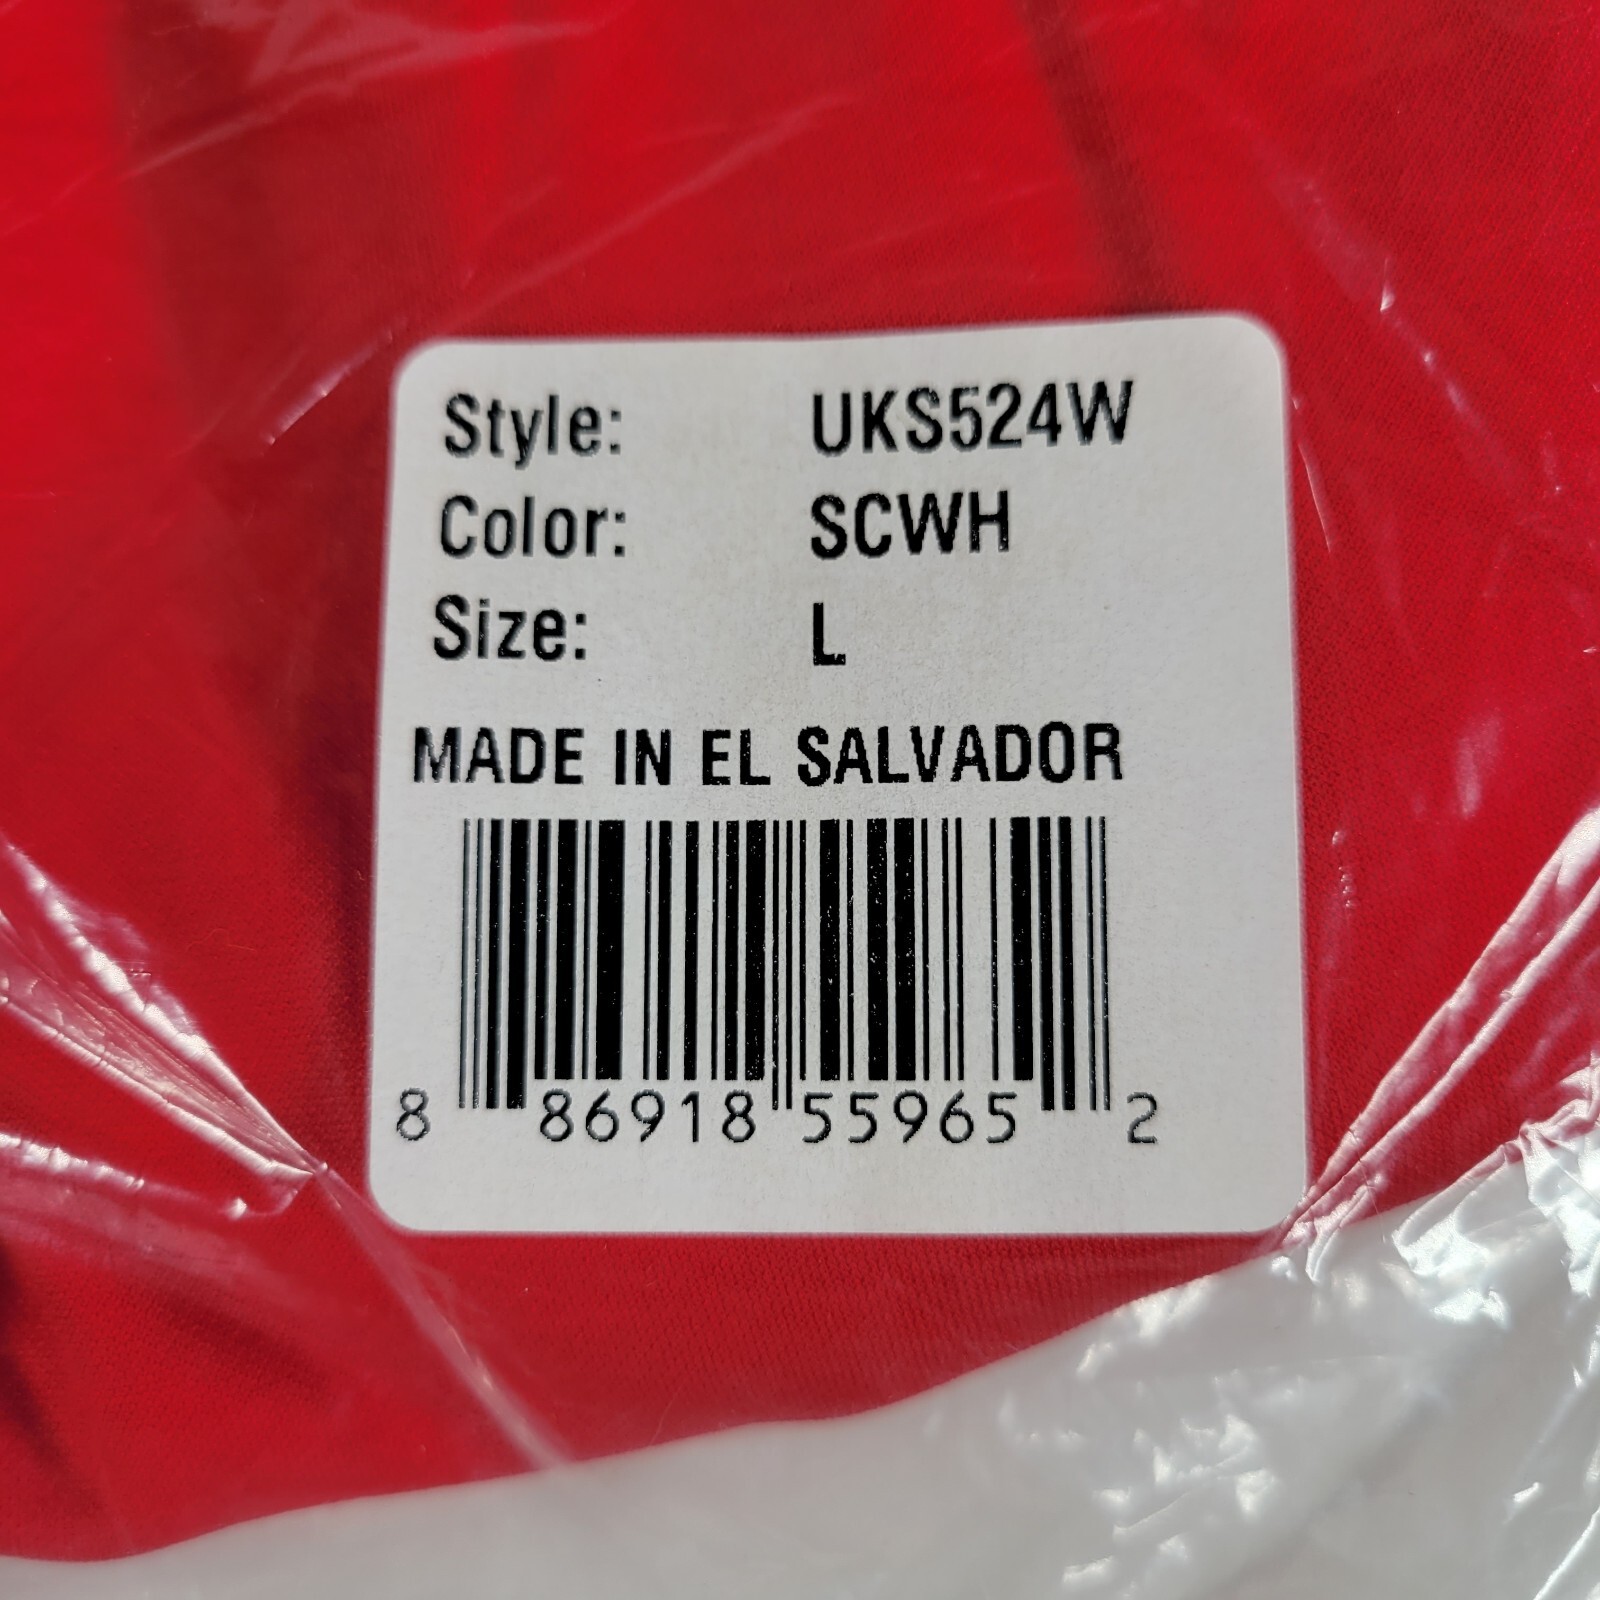 Style: UKS524W
Color: SCWH
Size: L
MADE IN EL SALVADOR
8 86918 55965 2